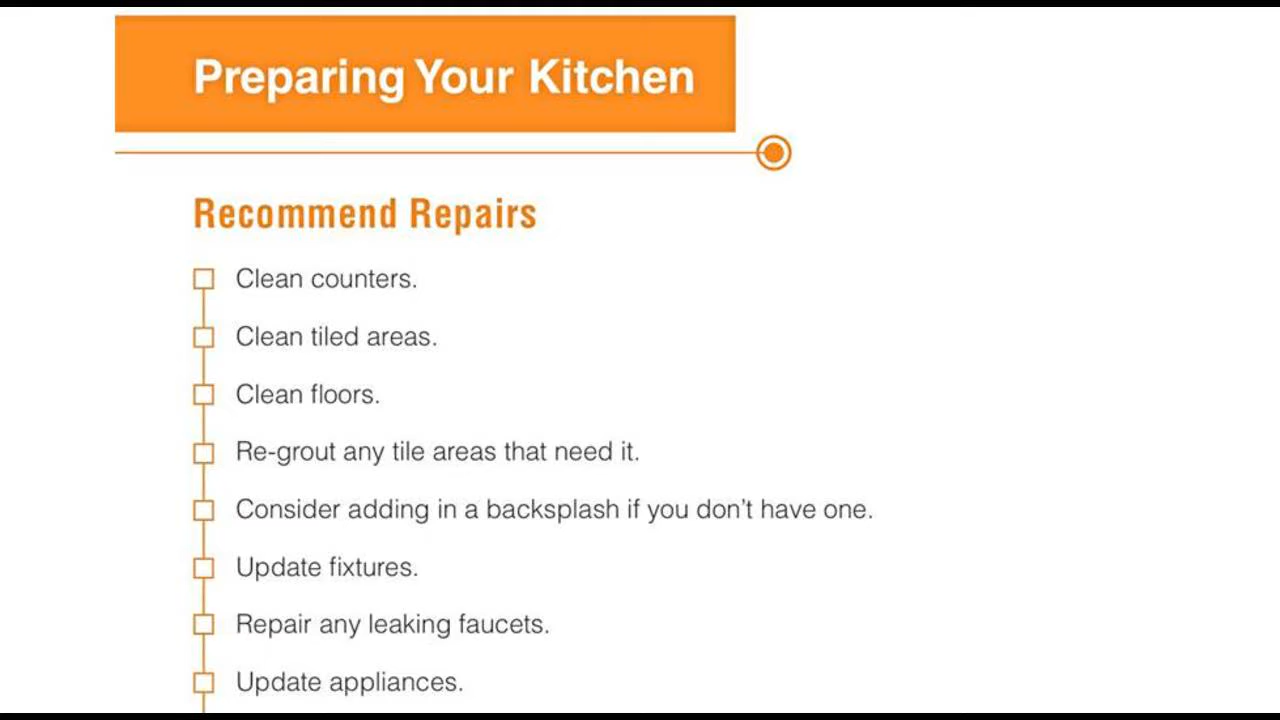 Preparing Your Kitchen
Recommend Repairs
Clean counters.
Clean tiled areas.
Clean floors.
Re-grout any tile areas that need it.
Consider adding in a backsplash if you don’t have one.
Update fixtures.
Repair any leaking faucets.
Update appliances.